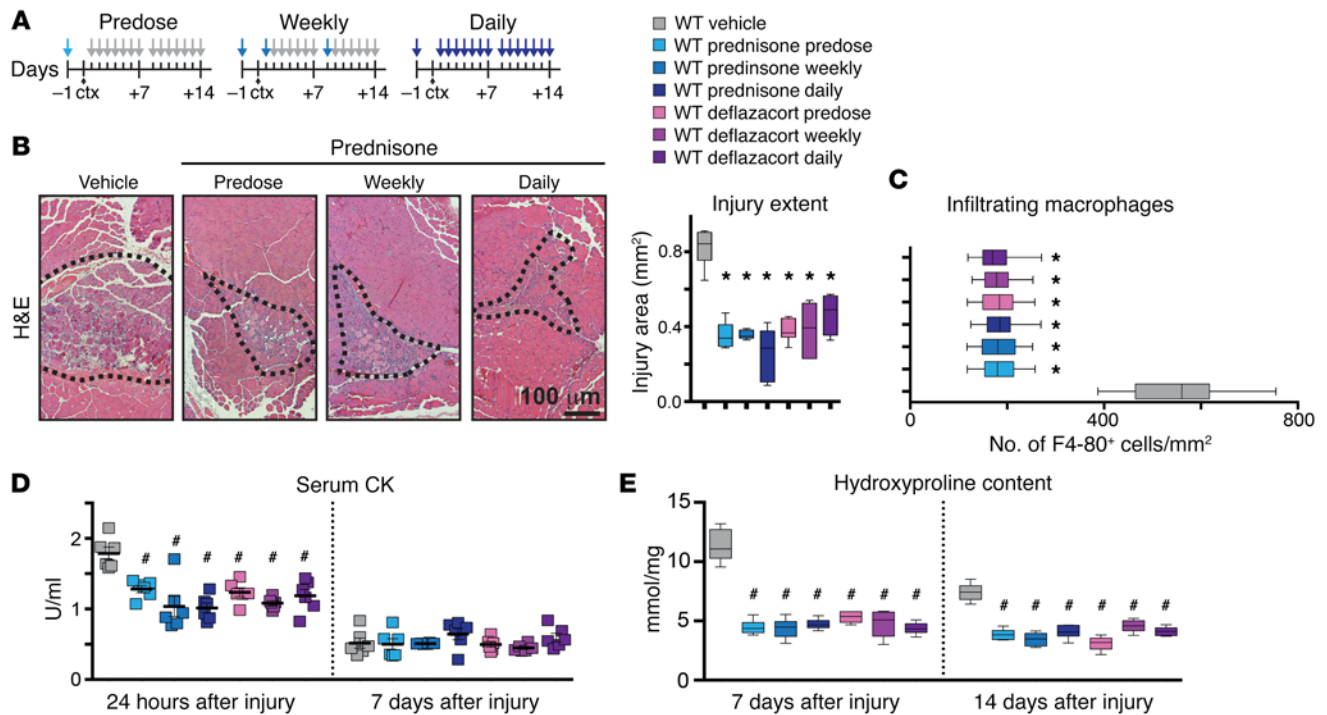 A
Predose
Weekly
Daily
Days
−1 ctx +7 +14
−1 ctx +7 +14
−1 ctx +7 +14
WT vehicle
WT prednisone predose
WT predinsone weekly
WT prednisone daily
WT deflazacort predose
WT deflazacort weekly
WT deflazacort daily
B
Prednisone
Vehicle
Predose
Weekly
Daily
H&E
100 µm
Injury extent
Injury area (mm²)
0.8
0.4
0.0
* * * * * *
C
Infiltrating macrophages
*
*
*
*
*
*
0 200 400 800
No. of F4-80⁺ cells/mm²
D
Serum CK
U/ml
2
1
0
# # # # # #
24 hours after injury
7 days after injury
E
Hydroxyproline content
mmol/mg
15
10
5
0
# # # # # #
# # # # # #
7 days after injury
14 days after injury